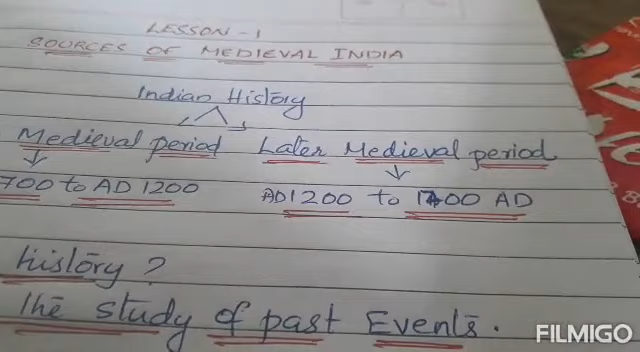 LESSON - 1
SOURCES OF MEDIEVAL INDIA
Indian History
Medieval period Later Medieval period
700 to AD 1200 AD 1200 to 1700 AD
History ?
The study of past Events.
FILMIGO